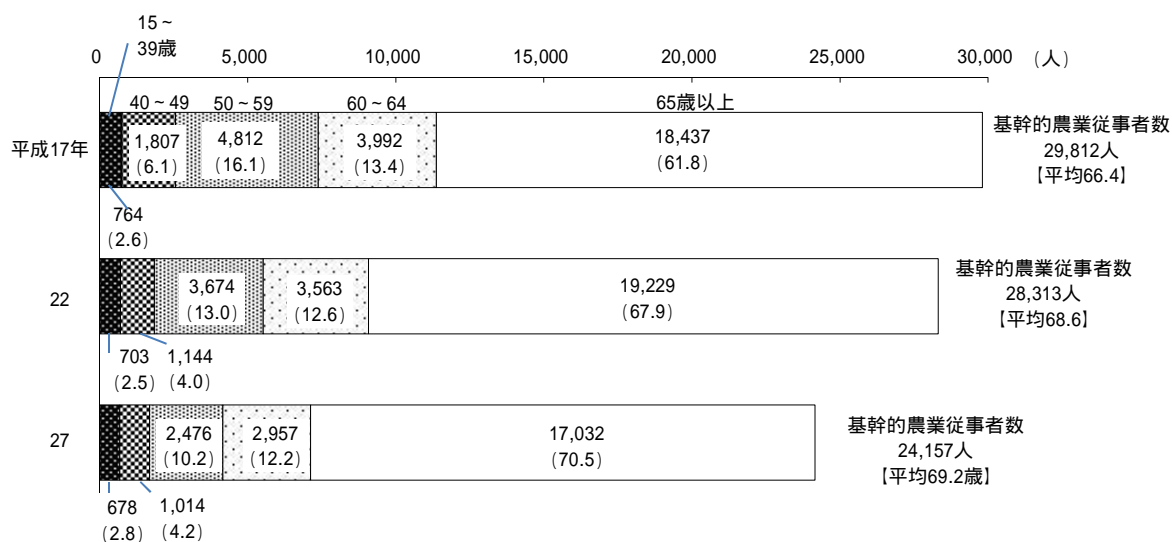 15～
39歳
0 5,000 10,000 15,000 20,000 25,000 30,000 （人）
40～49 50～59 60～64 65歳以上
平成17年
1,807
(6.1)
4,812
(16.1)
3,992
(13.4)
18,437
(61.8)
基幹的農業従事者数
29,812人
【平均66.4】
764
(2.6)
22
3,674
(13.0)
3,563
(12.6)
19,229
(67.9)
基幹的農業従事者数
28,313人
【平均68.6】
703
(2.5)
1,144
(4.0)
27
2,476
(10.2)
2,957
(12.2)
17,032
(70.5)
基幹的農業従事者数
24,157人
【平均69.2歳】
678
(2.8)
1,014
(4.2)